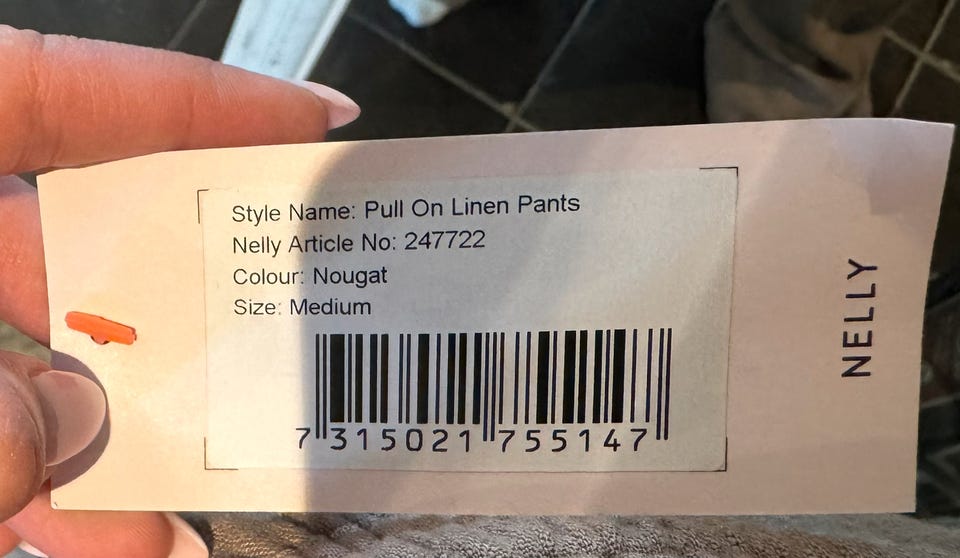 Style Name: Pull On Linen Pants
Nelly Article No: 247722
Colour: Nougat
Size: Medium
7 315021 755147
NELLY